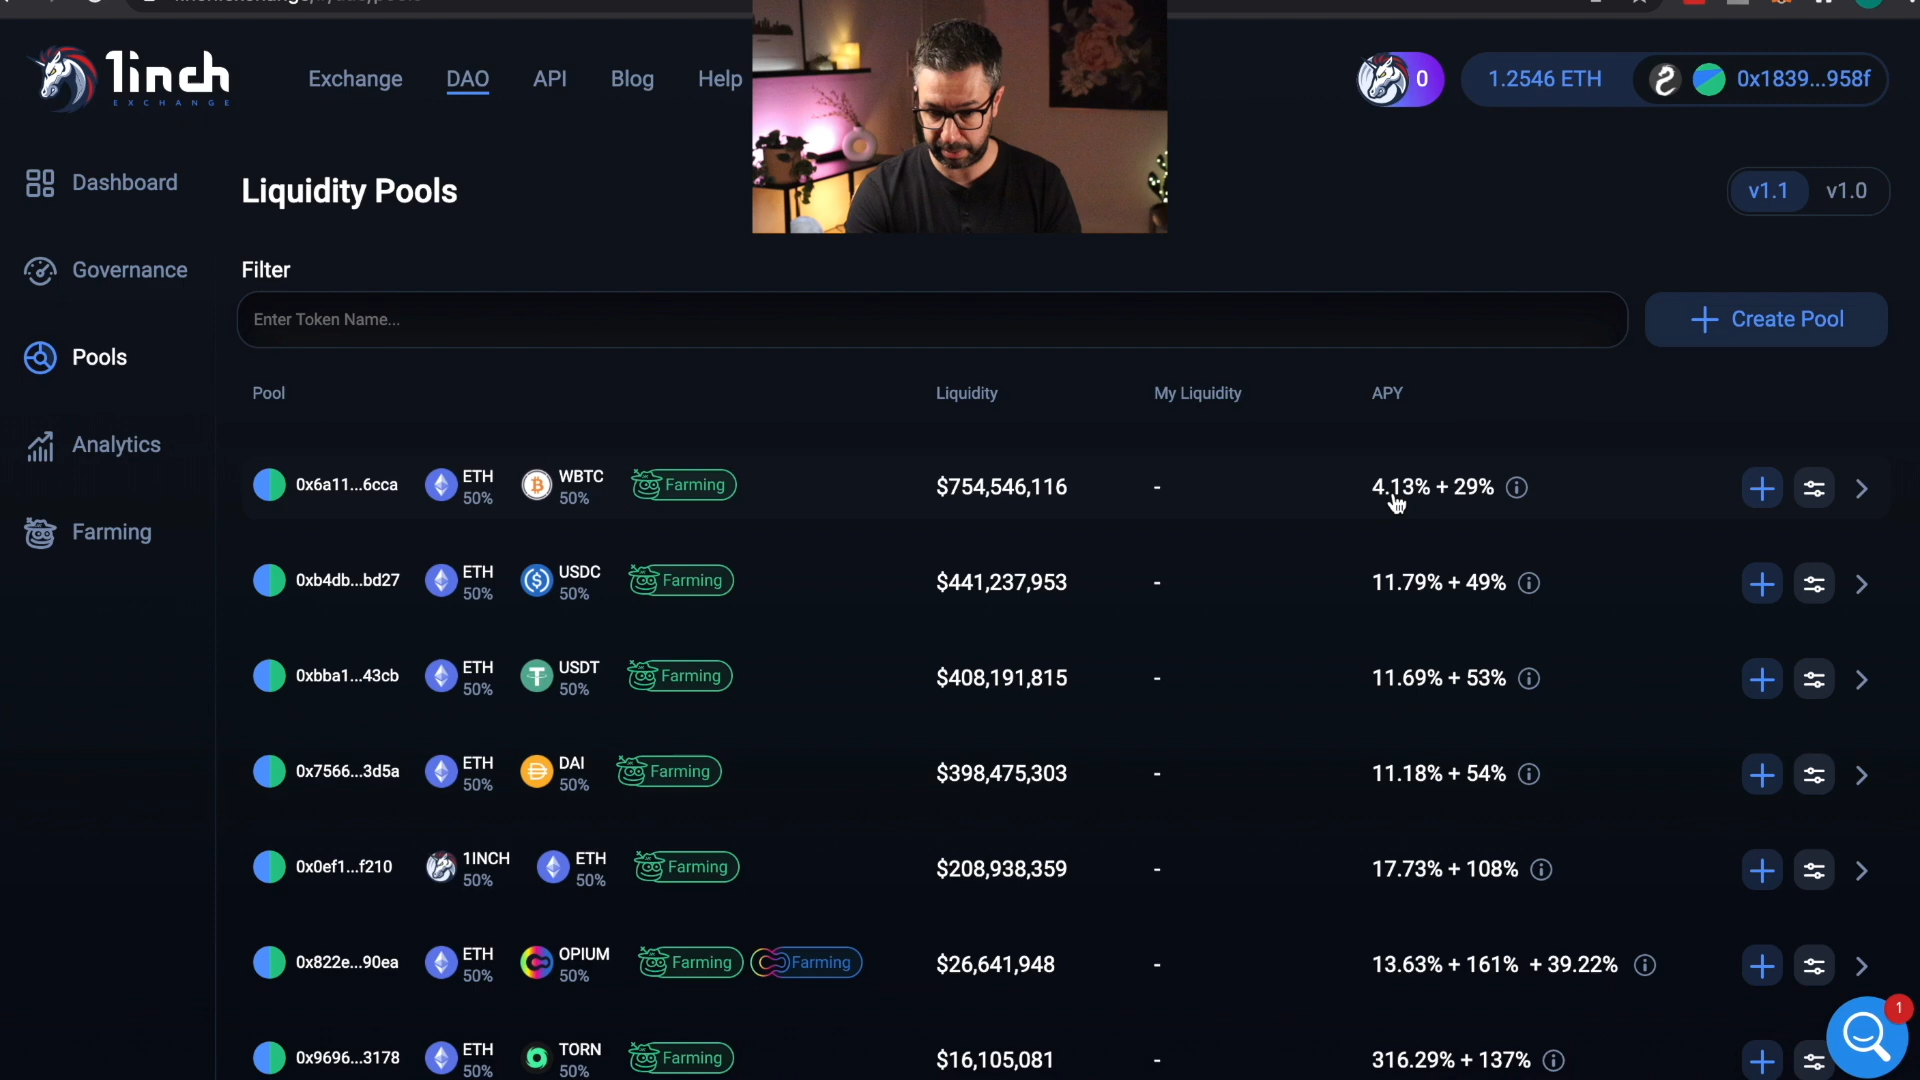 1inch
EXCHANGE
Exchange
DAO
API
Blog
Help
0
1.2546 ETH
0x1839...958f
Dashboard
Governance
Pools
Analytics
Farming
Liquidity Pools
v1.1
v1.0
Filter
Enter Token Name...
Create Pool
Pool
Liquidity
My Liquidity
APY
0x6a11...6cca
ETH
50%
WBTC
50%
Farming
$754,546,116
-
4.13% + 29%
0xb4db...bd27
ETH
50%
USDC
50%
Farming
$441,237,953
-
11.79% + 49%
0xbba1...43cb
ETH
50%
USDT
50%
Farming
$408,191,815
-
11.69% + 53%
0x7566...3d5a
ETH
50%
DAI
50%
Farming
$398,475,303
-
11.18% + 54%
0x0ef1...f210
1INCH
50%
ETH
50%
Farming
$208,938,359
-
17.73% + 108%
0x822e...90ea
ETH
50%
OPIUM
50%
Farming
Farming
$26,641,948
-
13.63% + 161% + 39.22%
0x9696...3178
ETH
50%
TORN
50%
Farming
$16,105,081
-
316.29% + 137%
1